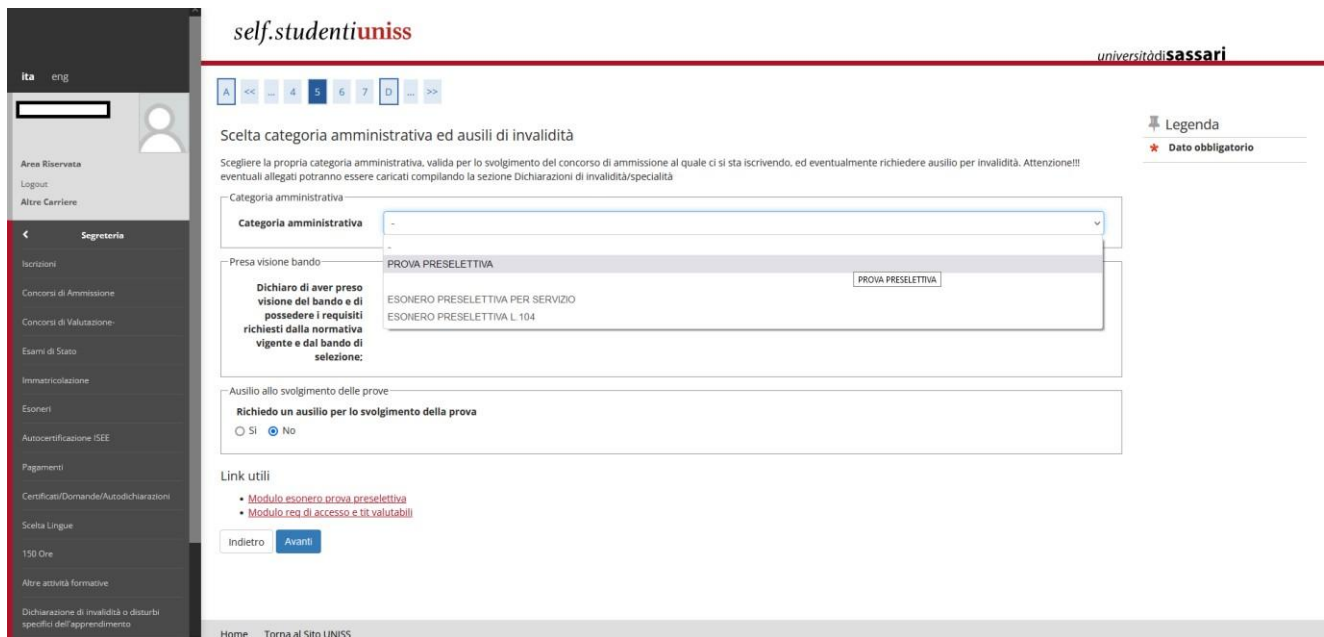 self.studentiuniss
universitàdisassari
ita eng
Area Riservata
Logout
Altre Carriere
Segreteria
Iscrizioni
Concorsi di Ammissione
Concorsi di Valutazione-
Esami di Stato
Immatricolazione
Esoneri
Autocertificazione ISEE
Pagamenti
Certificati/Domande/Autodichiarazioni
Scelta Lingue
150 Ore
Altre attività formative
Dichiarazione di invalidità o disturbi
specifici dell'apprendimento
A << ... 4 5 6 7 D ... >>
Scelta categoria amministrativa ed ausili di invalidità
Scegliere la propria categoria amministrativa, valida per lo svolgimento del concorso di ammissione al quale ci si sta iscrivendo, ed eventualmente richiedere ausilio per invalidità. Attenzione!!!
eventuali allegati potranno essere caricati compilando la sezione Dichiarazioni di invalidità/specialità
Categoria amministrativa
Categoria amministrativa -
-
PROVA PRESELETTIVA
PROVA PRESELETTIVA
ESONERO PRESELETTIVA PER SERVIZIO
ESONERO PRESELETTIVA L.104
Presa visione bando
Dichiaro di aver preso
visione del bando e di
possedere i requisiti
richiesti dalla normativa
vigente e dal bando di
selezione;
Ausilio allo svolgimento delle prove
Richiedo un ausilio per lo svolgimento della prova
Sì No
Link utili
• Modulo esonero prova preselettiva
• Modulo req di accesso e tit valutabili
Indietro Avanti
Legenda
* Dato obbligatorio
Home Torna al Sito UNISS